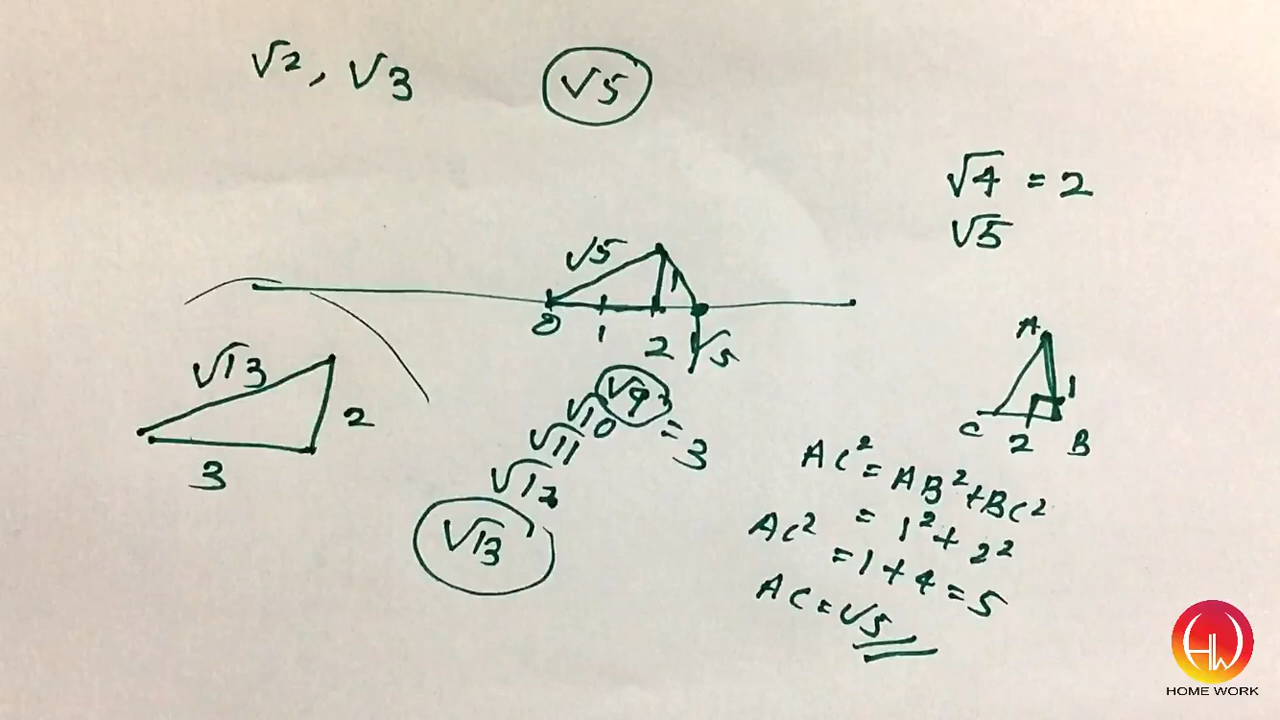 √2, √3
√5
√4 = 2
√5
√5
1
0 1 2 √5
√13
2
3
√9 = 3
√10
√11
√12
√13
A
1
C 2 B
AC² = AB² + BC²
= 1² + 2²
AC² = 1 + 4 = 5
AC = √5
HW
HOME WORK